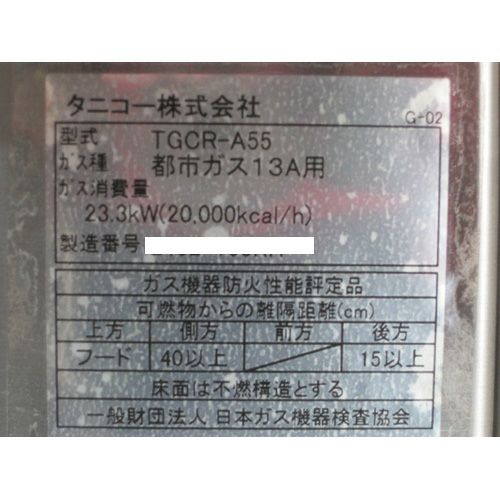 タニコー株式会社
G-02
型式 TGCR-A55
ガス種 都市ガス13A用
ガス消費量
23.3kW(20,000kcal/h)
製造番号
ガス機器防火性能評定品
可燃物からの離隔距離(cm)
上方 側方 前方 後方
フード 40以上 15以上
床面は不燃構造とする
一般財団法人 日本ガス機器検査協会